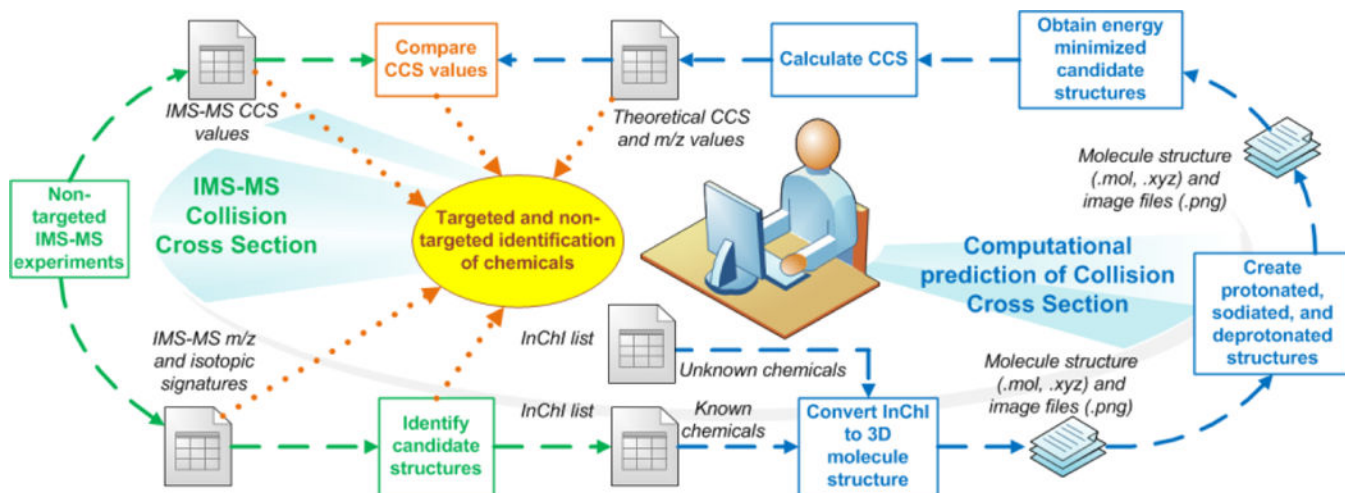 Compare
CCS values
Calculate CCS
Obtain energy
minimized
candidate
structures
IMS-MS CCS
values
Theoretical CCS
and m/z values
Molecule structure
(.mol, .xyz) and
image files (.png)
Non-
targeted
IMS-MS
experiments
IMS-MS
Collision
Cross Section
Targeted and non-
targeted identification
of chemicals
Computational
prediction of Collision
Cross Section
Create
protonated,
sodiated, and
deprotonated
structures
IMS-MS m/z
and isotopic
signatures
InChI list
Unknown chemicals
Molecule structure
(.mol, .xyz) and
image files (.png)
Identify
candidate
structures
InChI list
Known
chemicals
Convert InChI
to 3D
molecule
structure